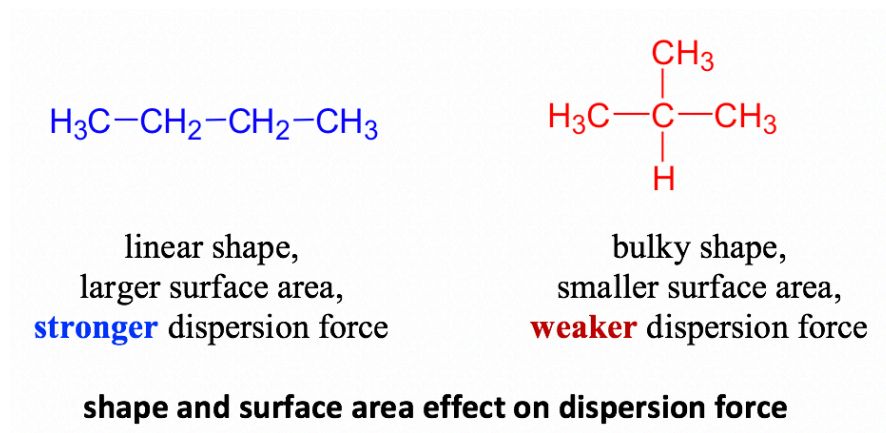 CH₃
H₃C−CH₂−CH₂−CH₃
H₃C—C—CH₃
H
linear shape,
larger surface area,
stronger dispersion force
bulky shape,
smaller surface area,
weaker dispersion force
shape and surface area effect on dispersion force